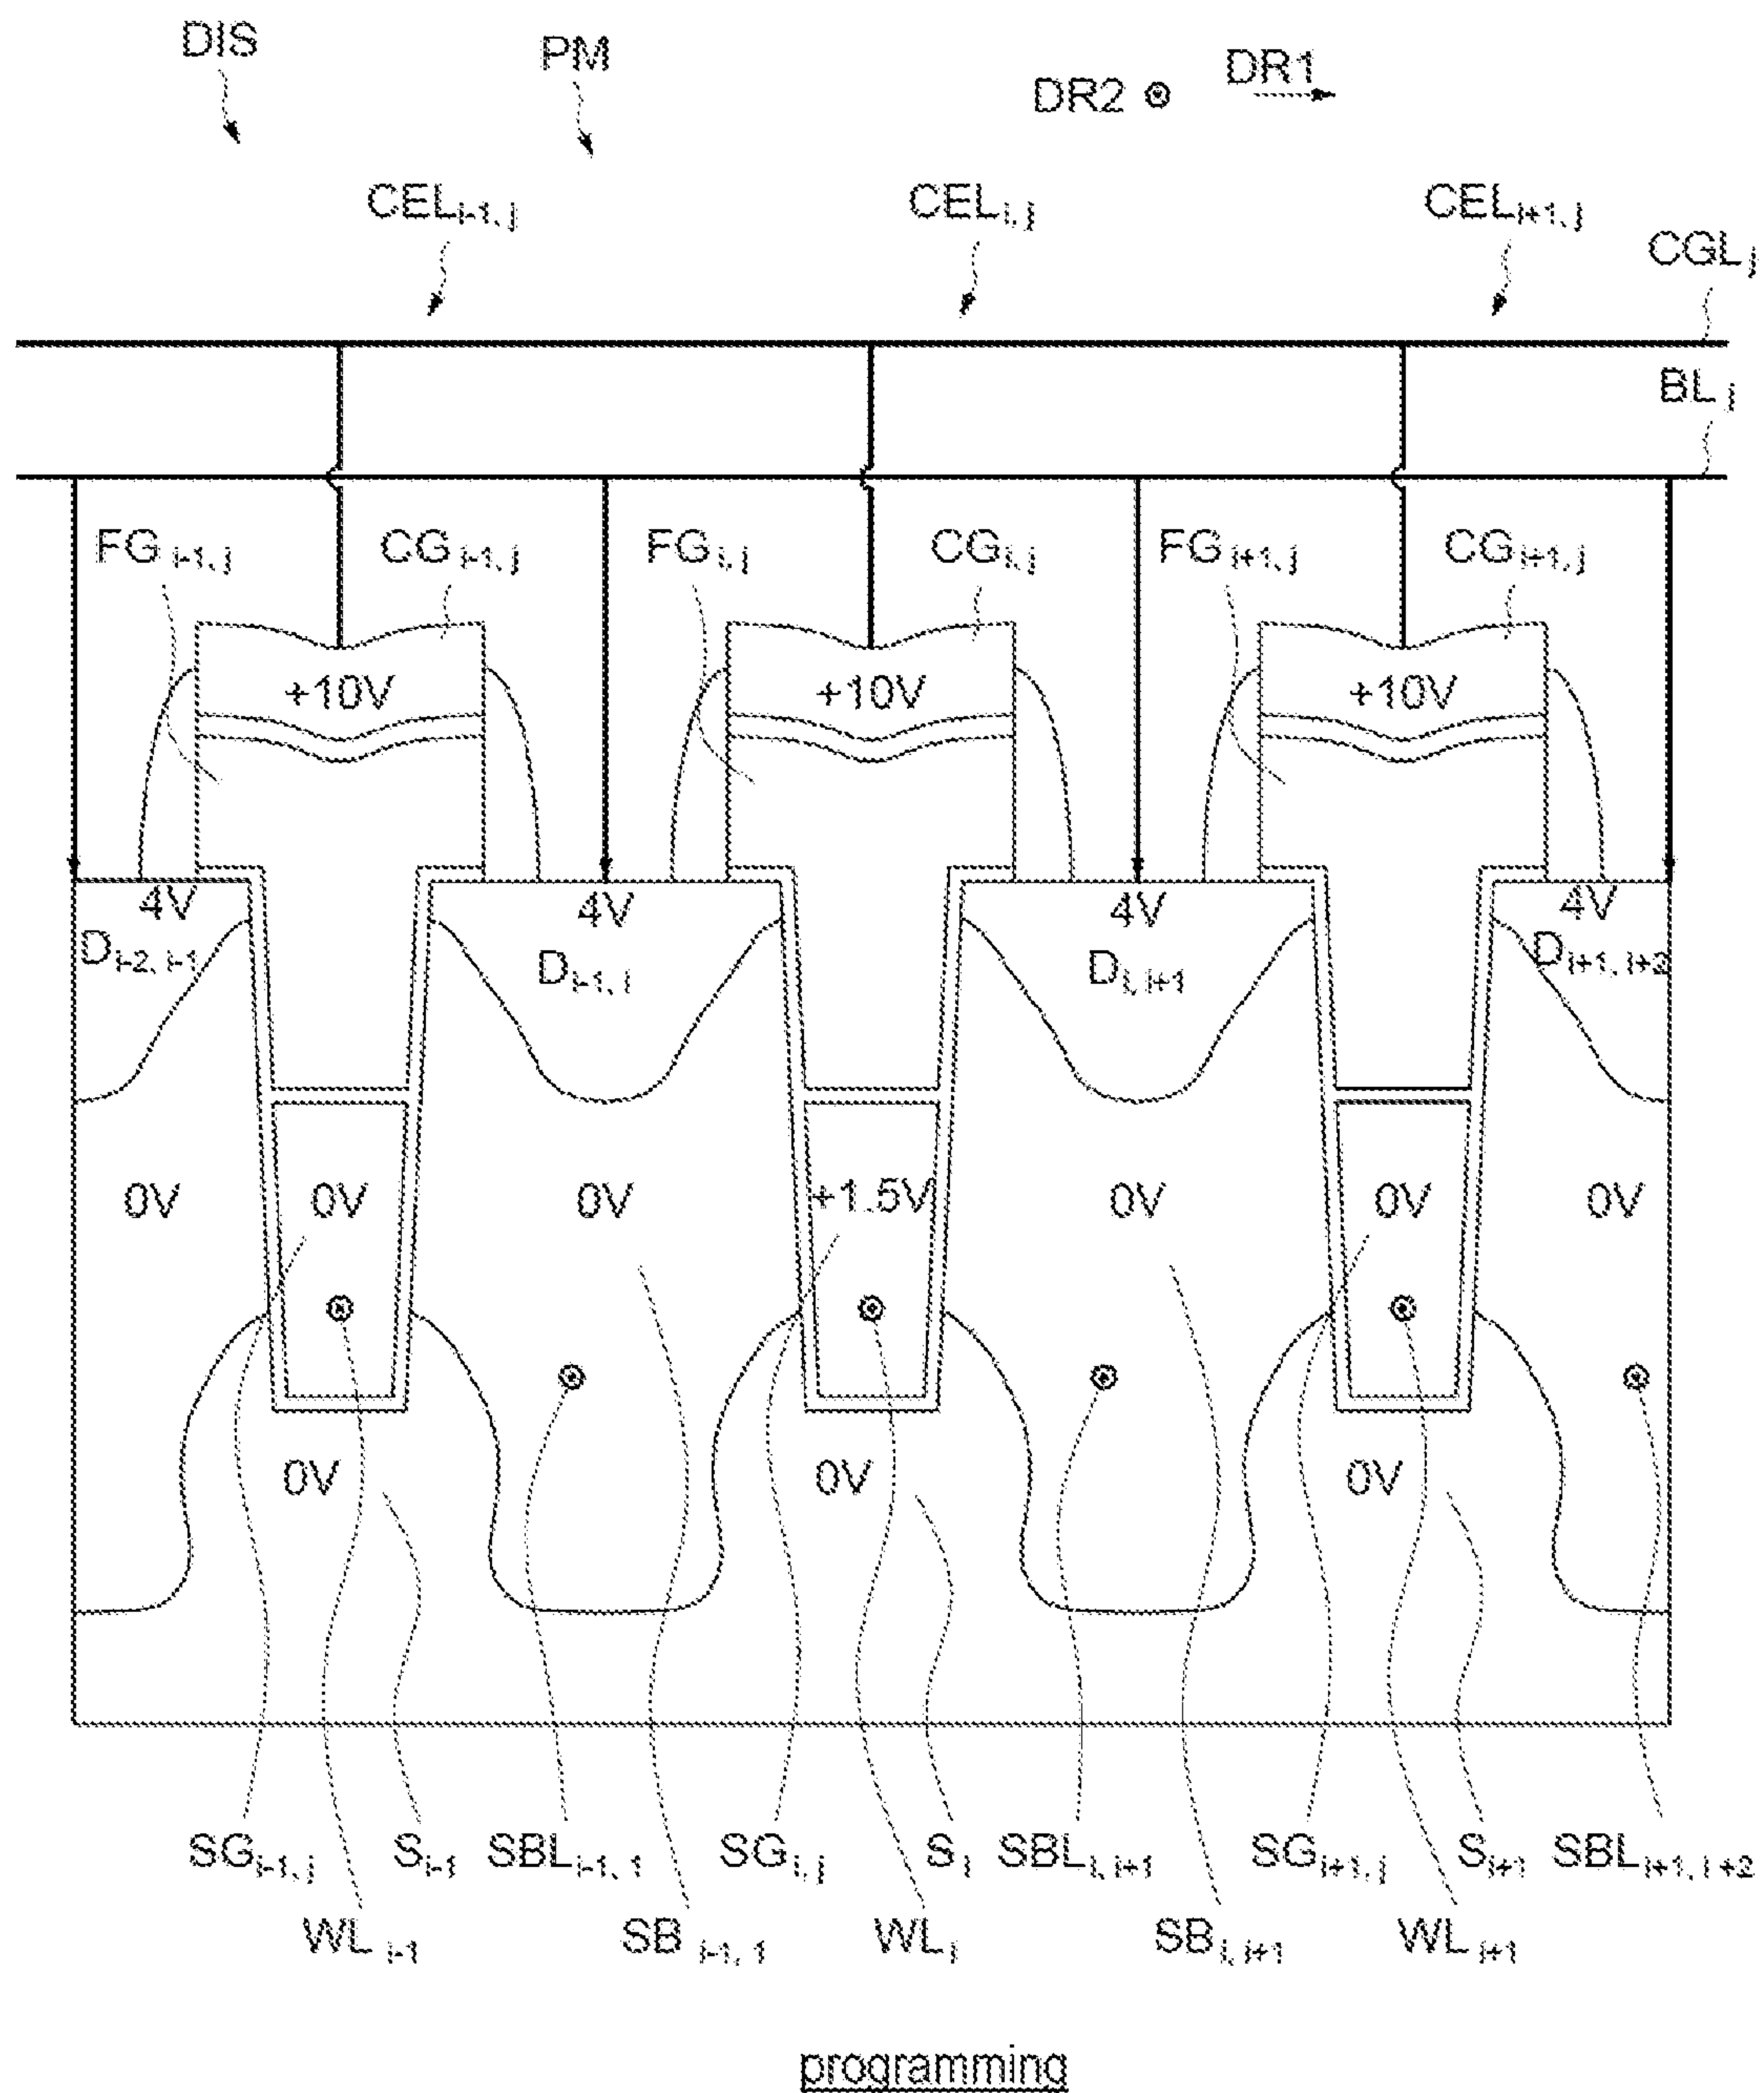 DIS PM DR2 DR1
CEL i-1, j CEL i, j CEL i+1, j CGL j
BL j
FG i-1, j CG i-1, j FG i, j CG i, j FG i+1, j CG i+1, j
+10V +10V +10V
4V 4V 4V 4V
D i-2, i-1 D i-1, i D i, i+1 D i+1, i+2
0V 0V 0V +1.5V 0V 0V 0V
0V 0V 0V
SG i-1, j S i-1 SBL i-1, 1 SG i, j S i SBL i, i+1 SG i+1, j S i+1 SBL i+1, i+2
WL i-1 SB i-1, 1 WL i SB i, i+1 WL i+1
programming